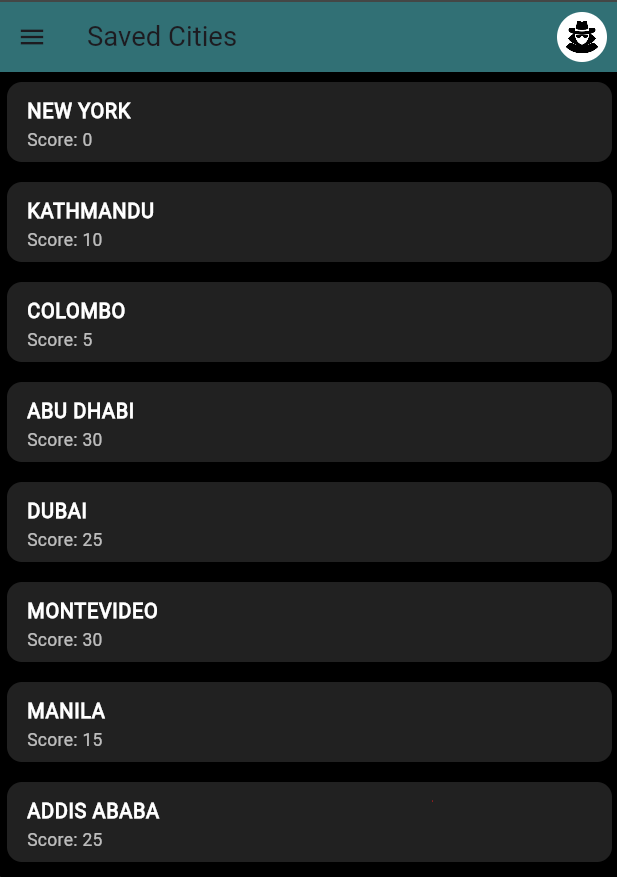 Saved Cities
NEW YORK
Score: 0
KATHMANDU
Score: 10
COLOMBO
Score: 5
ABU DHABI
Score: 30
DUBAI
Score: 25
MONTEVIDEO
Score: 30
MANILA
Score: 15
ADDIS ABABA
Score: 25